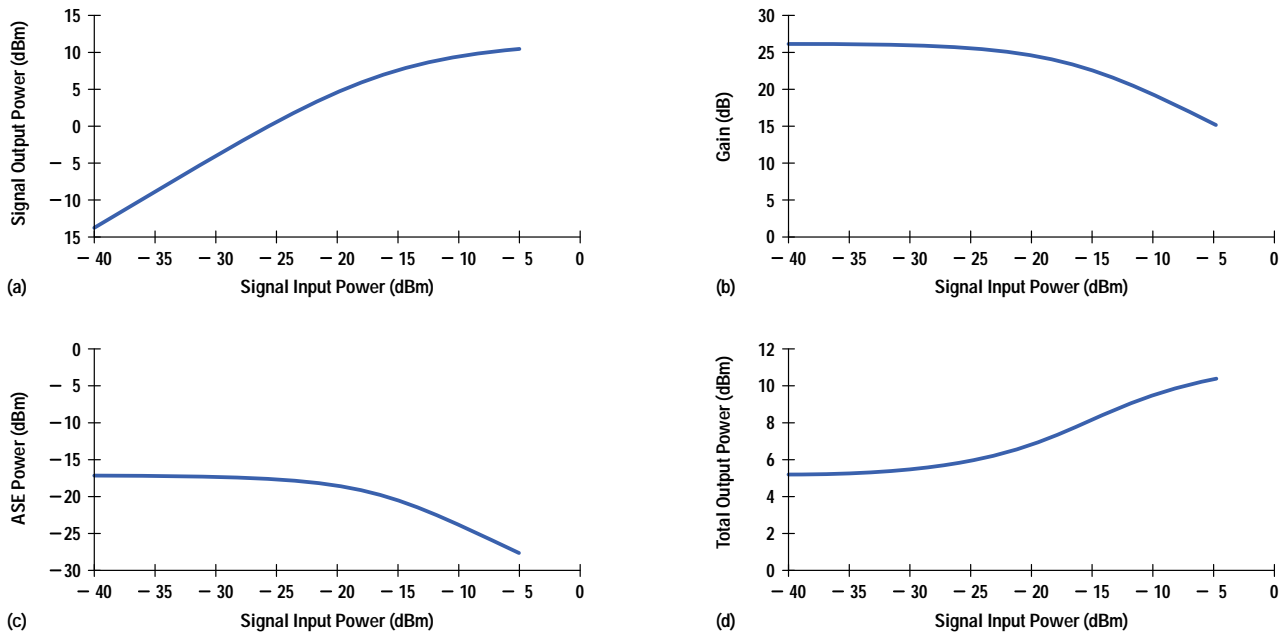 Signal Output Power (dBm)
15
10
5
0
− 5
−10
15
− 40 − 35 − 30 − 25 − 20 − 15 − 10 − 5 0
Signal Input Power (dBm)
(a)
Gain (dB)
30
25
20
15
10
5
0
− 40 − 35 − 30 − 25 − 20 − 15 − 10 − 5 0
Signal Input Power (dBm)
(b)
ASE Power (dBm)
0
− 5
−10
−15
−20
−25
−30
− 40 − 35 − 30 − 25 − 20 − 15 − 10 − 5 0
Signal Input Power (dBm)
(c)
Total Output Power (dBm)
12
10
8
6
4
2
0
− 40 − 35 − 30 − 25 − 20 − 15 − 10 − 5 0
Signal Input Power (dBm)
(d)